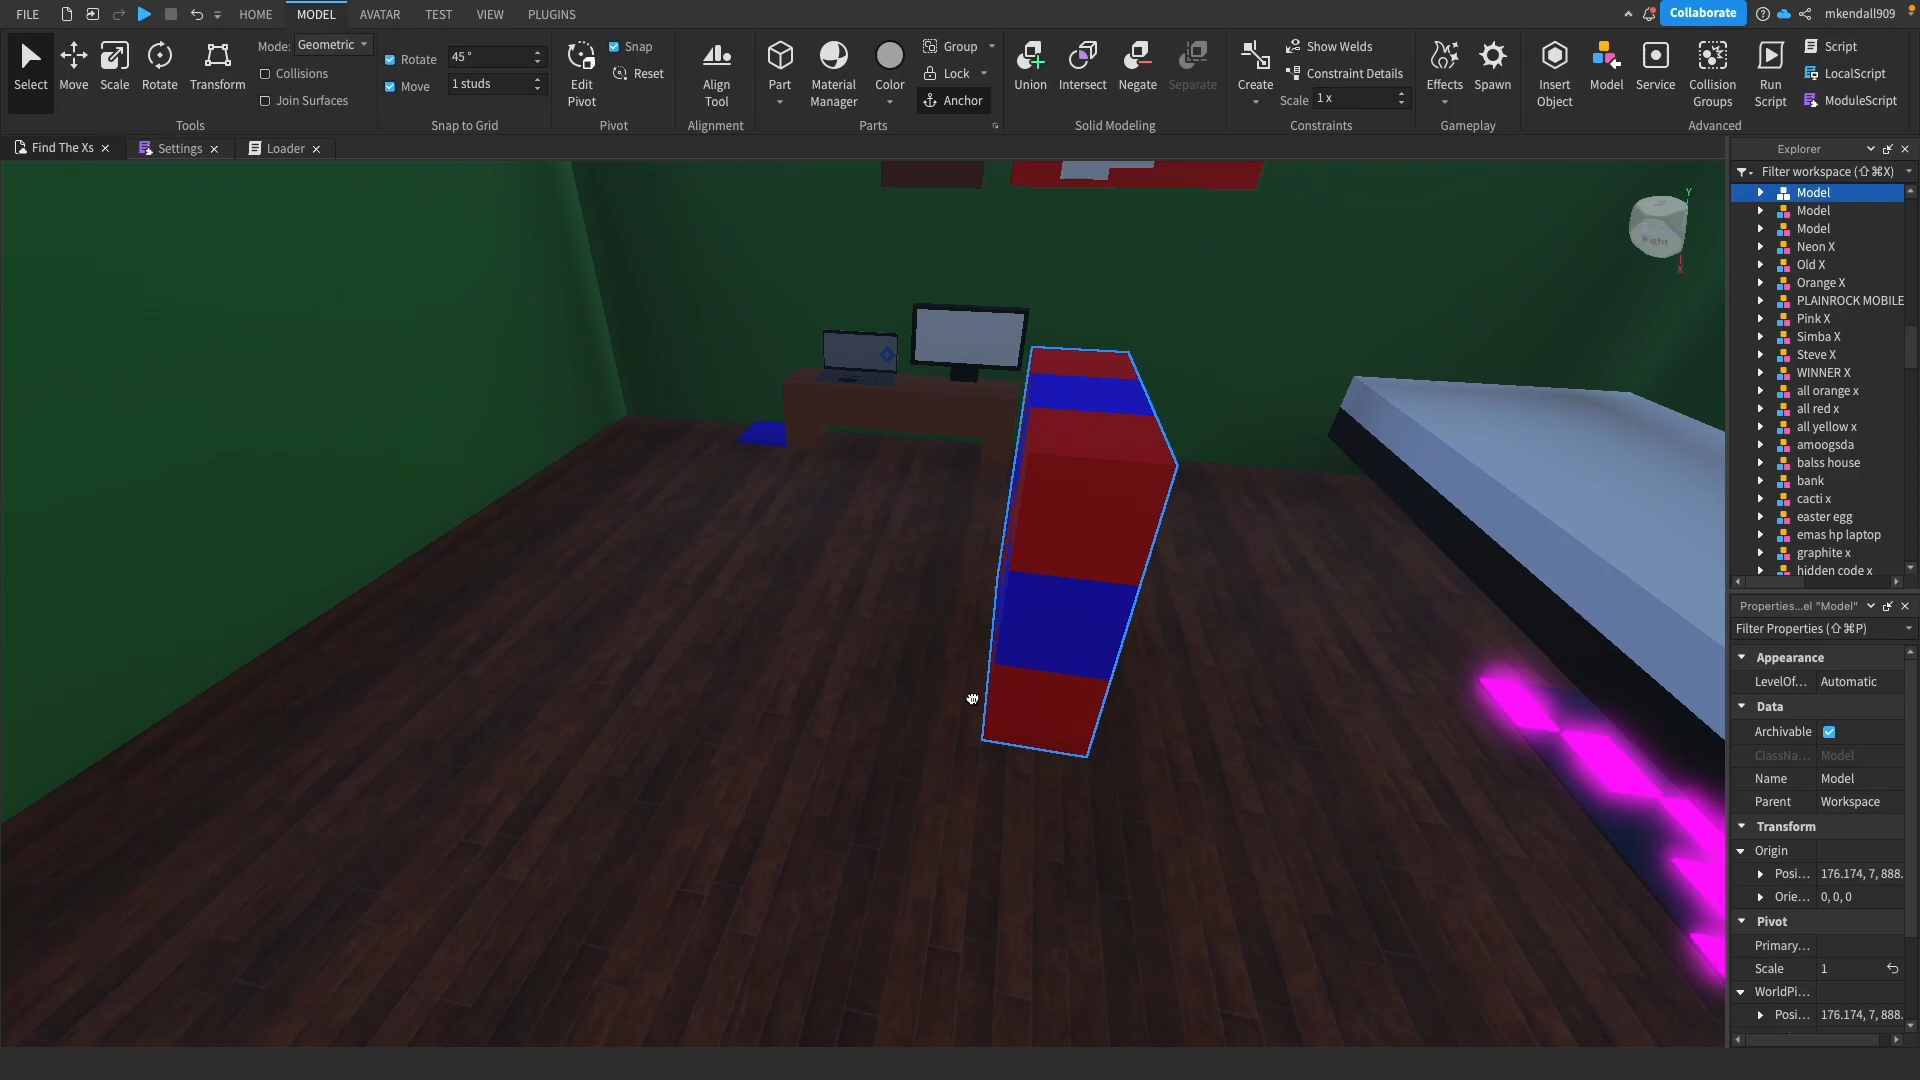 FILE HOME MODEL AVATAR TEST VIEW PLUGINS Collaborate mkendall909
Select Move Scale Rotate Transform
Mode: Geometric
Collisions
Join Surfaces
Tools
Rotate 45°
Move 1 studs
Snap to Grid
Edit Pivot
Snap
Reset
Pivot
Align Tool
Alignment
Part
Material Manager
Color
Group
Lock
Anchor
Parts
Union Intersect Negate Separate
Solid Modeling
Create
Show Welds
Constraint Details
Scale 1 x
Constraints
Effects Spawn
Gameplay
Insert Object
Model
Service
Collision Groups
Run Script
Script
LocalScript
ModuleScript
Advanced
Find The Xs Settings Loader
Explorer
Filter workspace (⇧⌘X)
Model
Model
Model
Neon X
Old X
Orange X
PLAINROCK MOBILE
Pink X
Simba X
Steve X
WINNER X
all orange x
all red x
all yellow x
amoogsda
balss house
bank
cacti x
easter egg
emas hp laptop
graphite x
hidden code x
Properties...el "Model"
Filter Properties (⇧⌘P)
Appearance
LevelOf... Automatic
Data
Archivable
ClassNa... Model
Name Model
Parent Workspace
Transform
Origin
Posi... 176.174, 7, 888.
Orie... 0, 0, 0
Pivot
Primary...
Scale 1
WorldPi...
Posi... 176.174, 7, 888.
Right
Y
X